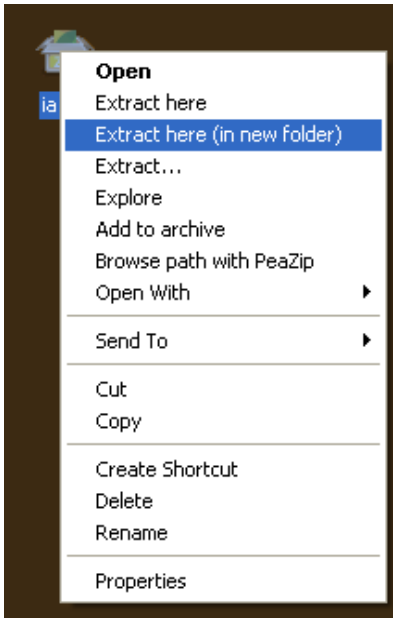 ia
Open
Extract here
Extract here (in new folder)
Extract...
Explore
Add to archive
Browse path with PeaZip
Open With
Send To
Cut
Copy
Create Shortcut
Delete
Rename
Properties